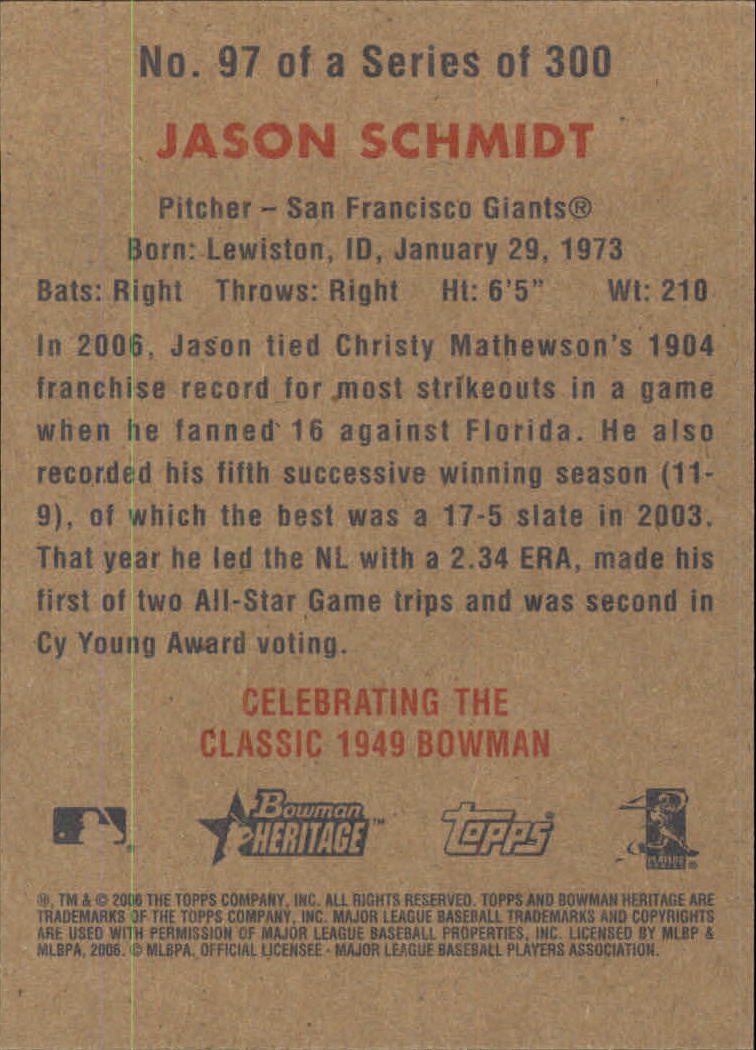 No. 97 of a Series of 300
JASON SCHMIDT
Pitcher – San Francisco Giants®
Born: Lewiston, ID, January 29, 1973
Bats: Right Throws: Right Ht: 6'5" Wt: 210
In 2006, Jason tied Christy Mathewson's 1904
franchise record for most strikeouts in a game
when he fanned 16 against Florida. He also
recorded his fifth successive winning season (11-
9), of which the best was a 17-5 slate in 2003.
That year he led the NL with a 2.34 ERA, made his
first of two All-Star Game trips and was second in
Cy Young Award voting.
CELEBRATING THE
CLASSIC 1949 BOWMAN
Bowman
HERITAGE™
Topps®
®, TM & © 2006 THE TOPPS COMPANY, INC. ALL RIGHTS RESERVED. TOPPS AND BOWMAN HERITAGE ARE
TRADEMARKS OF THE TOPPS COMPANY, INC. MAJOR LEAGUE BASEBALL TRADEMARKS AND COPYRIGHTS
ARE USED WITH PERMISSION OF MAJOR LEAGUE BASEBALL PROPERTIES, INC. LICENSED BY MLBP &
MLBPA, 2006. © MLBPA, OFFICIAL LICENSEE - MAJOR LEAGUE BASEBALL PLAYERS ASSOCIATION.